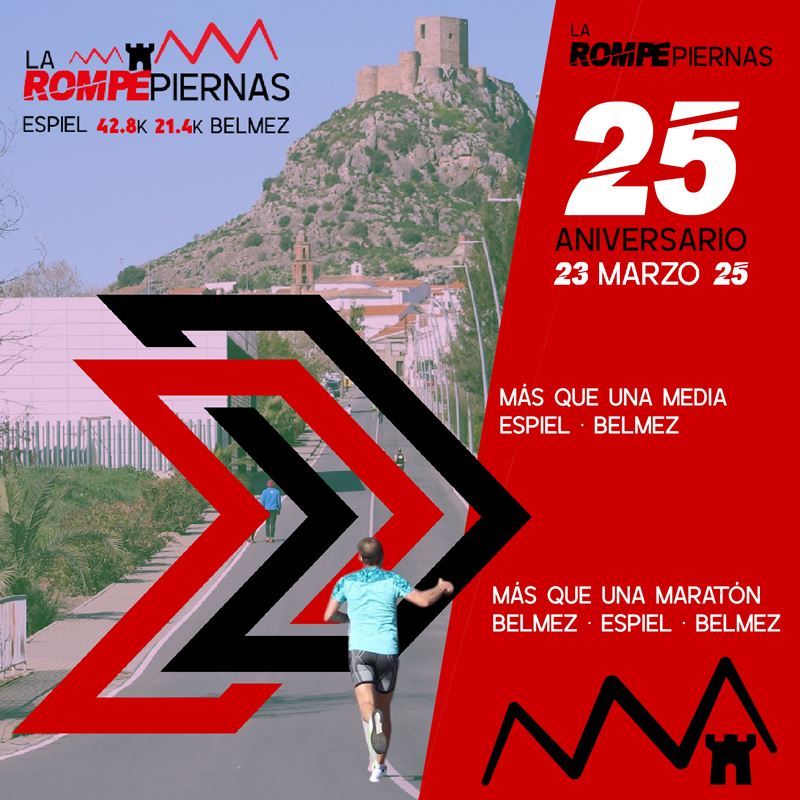 LA
ROMPEPIERNAS
ESPIEL 42.8K 21.4K BELMEZ
LA
ROMPEPIERNAS
25
ANIVERSARIO
23 MARZO 25
MÁS QUE UNA MEDIA
ESPIEL · BELMEZ
MÁS QUE UNA MARATÓN
BELMEZ · ESPIEL · BELMEZ